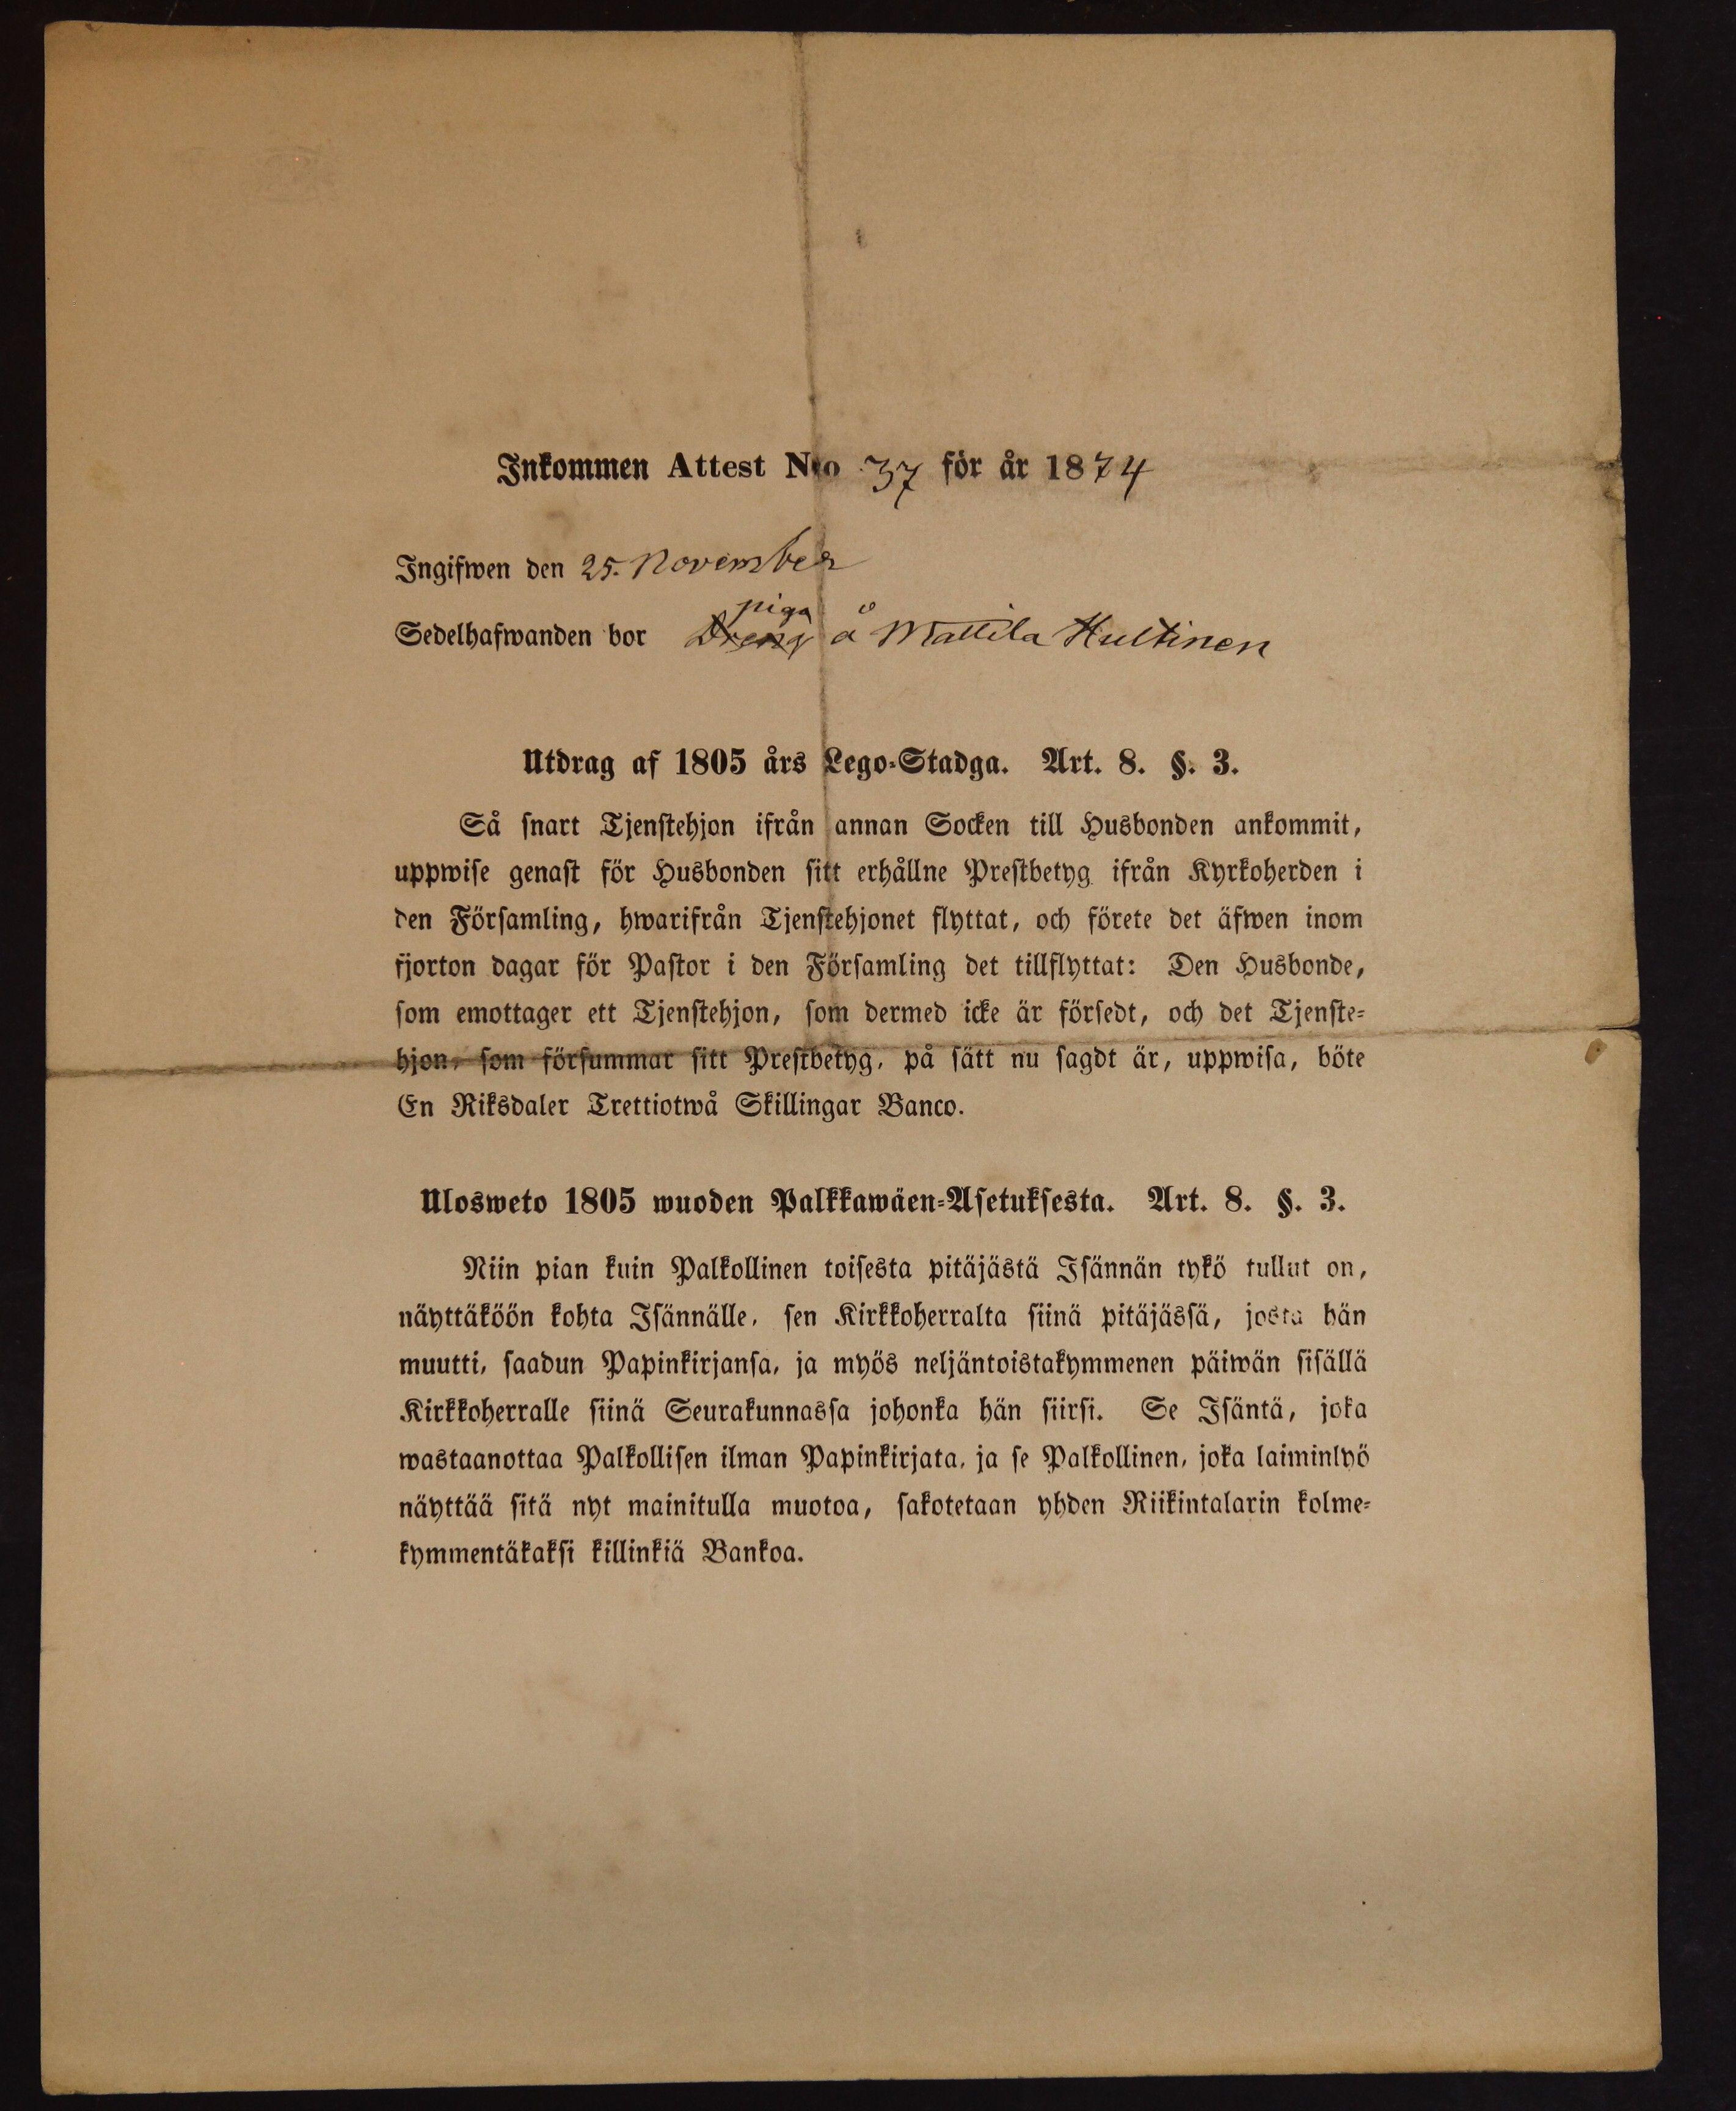 Inkommen Attest Nro 37 för år 1874
Ingifwen den 25. November
piga
Sedelhafwanden bor Dreng å Mattila Hultinen
Utdrag af 1805 års Lego-Stadga. Art. 8. §. 3.
Så snart Tjenstehjon ifrån annan Socken till Husbonden ankommit,
uppwise genast för Husbonden sitt erhållne Prestbetyg ifrån Kyrkoherden i
den Församling, hwarifrån Tjenstehjonet flyttat, och förete det äfwen inom
fjorton dagar för Pastor i den Församling det tillflyttat: Den Husbonde,
som emottager ett Tjenstehjon, som dermed icke är försedt, och det Tjenste-
hjon, som försummar sitt Prestbetyg, på sätt nu sagdt är, uppwisa, böte
En Riksdaler Trettiotwå Skillingar Banco.
Ulosweto 1805 wuoden Palkkawäen-Asetuksesta. Art. 8. §. 3.
Niin pian kuin Palkollinen toisesta pitäjästä Isännän tykö tullut on,
näyttäköön kohta Isännälle, sen Kirkkoherralta siinä pitäjässä, josta hän
muutti, saadun Papinkirjansa, ja myös neljäntoistakymmenen päiwän sisällä
Kirkkoherralle siinä Seurakunnassa johonka hän siirsi. Se Isäntä, joka
wastaanottaa Palkollisen ilman Papinkirjata, ja se Palkollinen, joka laiminlyö
näyttää sitä nyt mainitulla muotoa, sakotetaan yhden Riikintalarin kolme-
kymmentäkaksi killinkiä Bankoa.